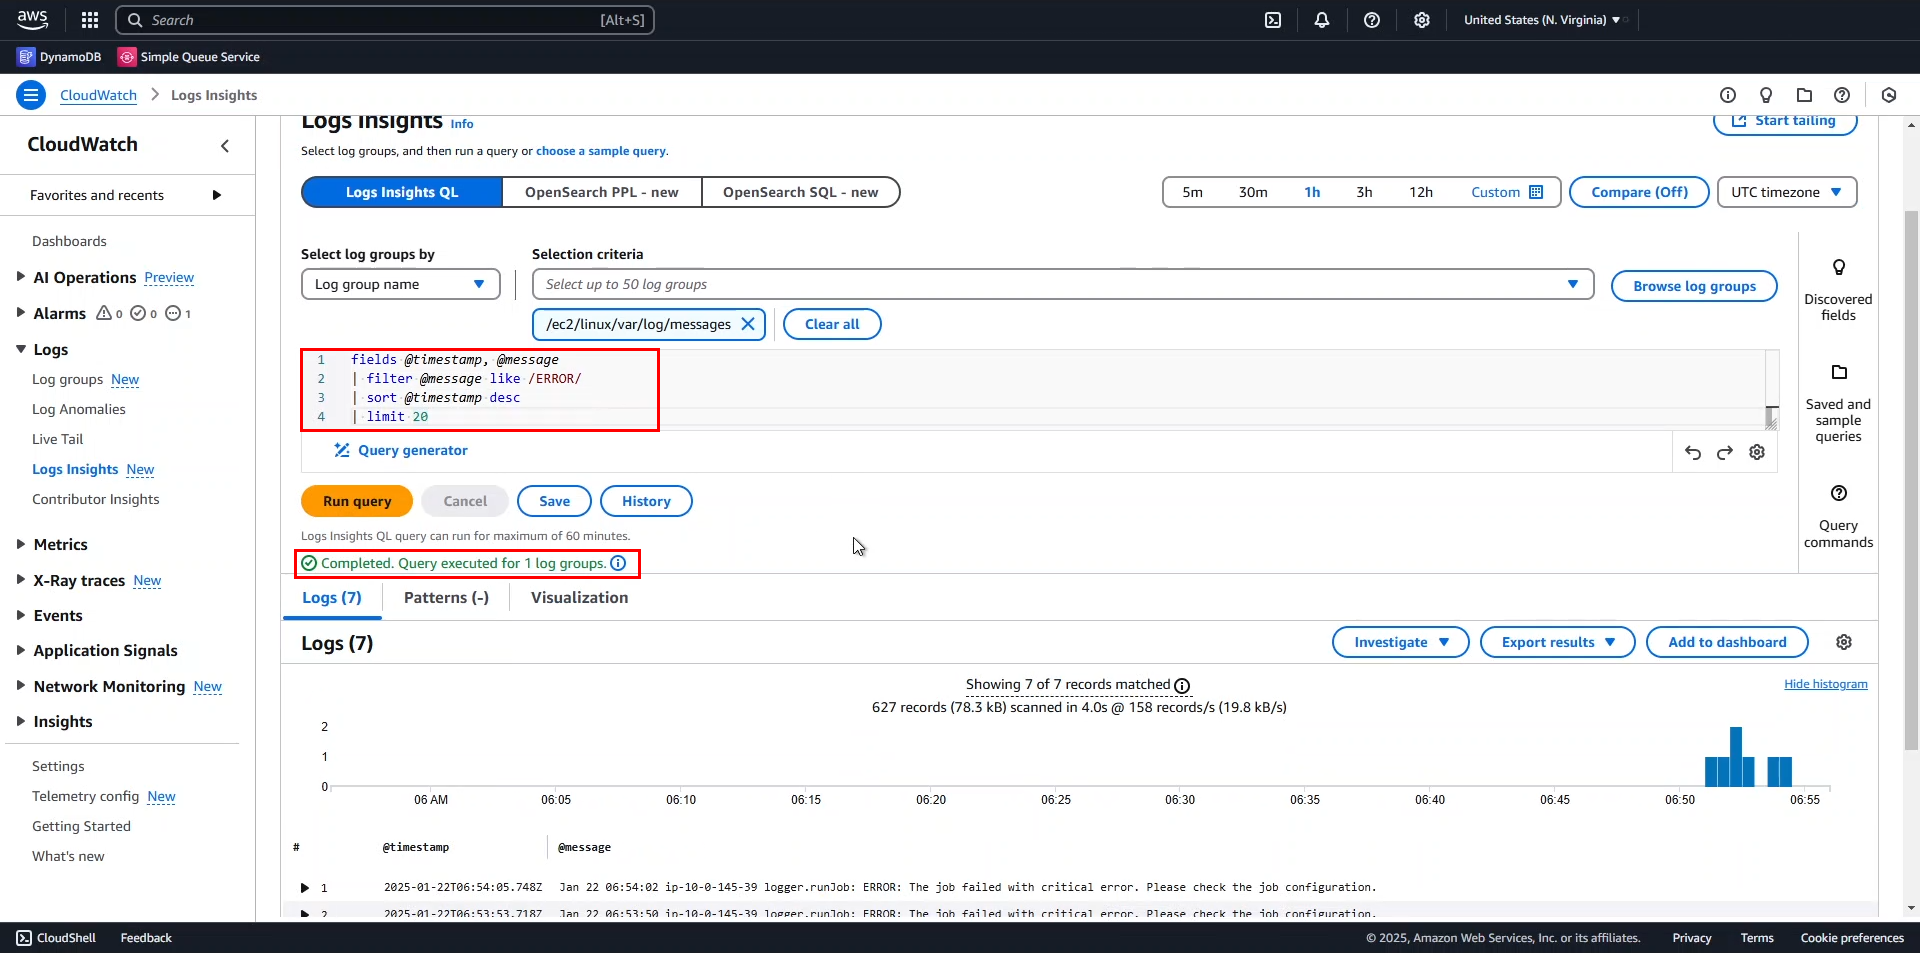 aws
Search [Alt+S]
United States (N. Virginia) ▼
DynamoDB
Simple Queue Service
CloudWatch > Logs Insights
CloudWatch
Favorites and recents
Dashboards
AI Operations Preview
Alarms 0 0 1
Logs
Log groups New
Log Anomalies
Live Tail
Logs Insights New
Contributor Insights
Metrics
X-Ray traces New
Events
Application Signals
Network Monitoring New
Insights
Settings
Telemetry config New
Getting Started
What's new
Logs Insights Info
Start tailing
Select log groups, and then run a query or choose a sample query.
Logs Insights QL
OpenSearch PPL - new
OpenSearch SQL - new
5m 30m 1h 3h 12h Custom
Compare (Off)
UTC timezone
Select log groups by
Selection criteria
Log group name
Select up to 50 log groups
Browse log groups
/ec2/linux/var/log/messages
Clear all
1 fields @timestamp, @message
2 | filter @message like /ERROR/
3 | sort @timestamp desc
4 | limit 20
Query generator
Discovered fields
Saved and sample queries
Query commands
Run query
Cancel
Save
History
Logs Insights QL query can run for maximum of 60 minutes.
Completed. Query executed for 1 log groups.
Logs (7)
Patterns (-)
Visualization
Logs (7)
Investigate
Export results
Add to dashboard
Showing 7 of 7 records matched
Hide histogram
627 records (78.3 kB) scanned in 4.0s @ 158 records/s (19.8 kB/s)
2
1
0
06 AM 06:05 06:10 06:15 06:20 06:25 06:30 06:35 06:40 06:45 06:50 06:55
# @timestamp @message
1 2025-01-22T06:54:05.748Z Jan 22 06:54:02 ip-10-0-145-39 logger.runJob: ERROR: The job failed with critical error. Please check the job configuration.
2 2025-01-22T06:53:53.718Z Jan 22 06:53:50 ip-10-0-145-39 logger.runJob: ERROR: The job failed with critical error. Please check the job configuration.
CloudShell
Feedback
© 2025, Amazon Web Services, Inc. or its affiliates.
Privacy
Terms
Cookie preferences